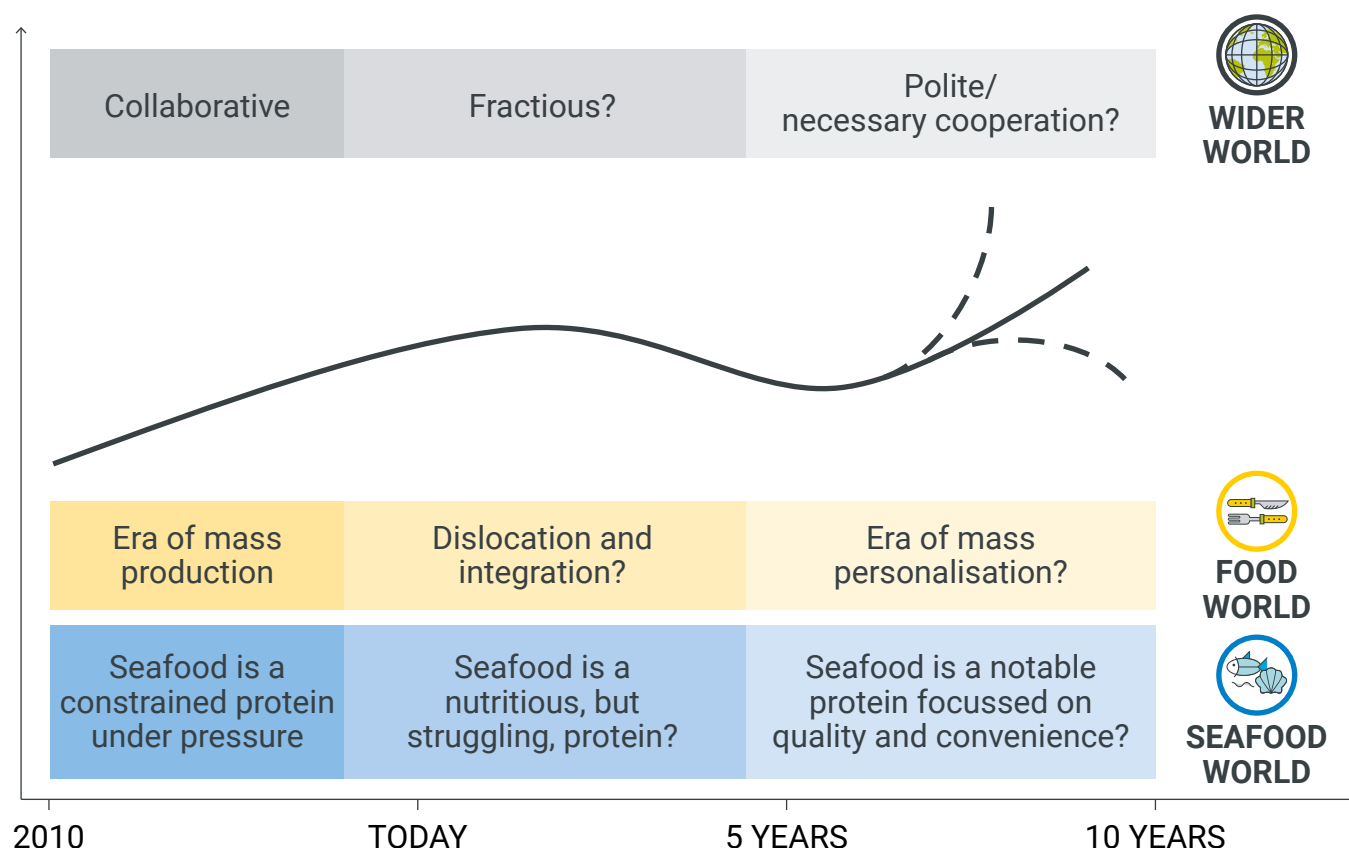 Collaborative
Fractious?
Polite/
necessary cooperation?
WIDER
WORLD
Era of mass
production
Dislocation and
integration?
Era of mass
personalisation?
FOOD
WORLD
Seafood is a
constrained protein
under pressure
Seafood is a
nutritious, but
struggling, protein?
Seafood is a notable
protein focussed on
quality and convenience?
SEAFOOD
WORLD
2010
TODAY
5 YEARS
10 YEARS